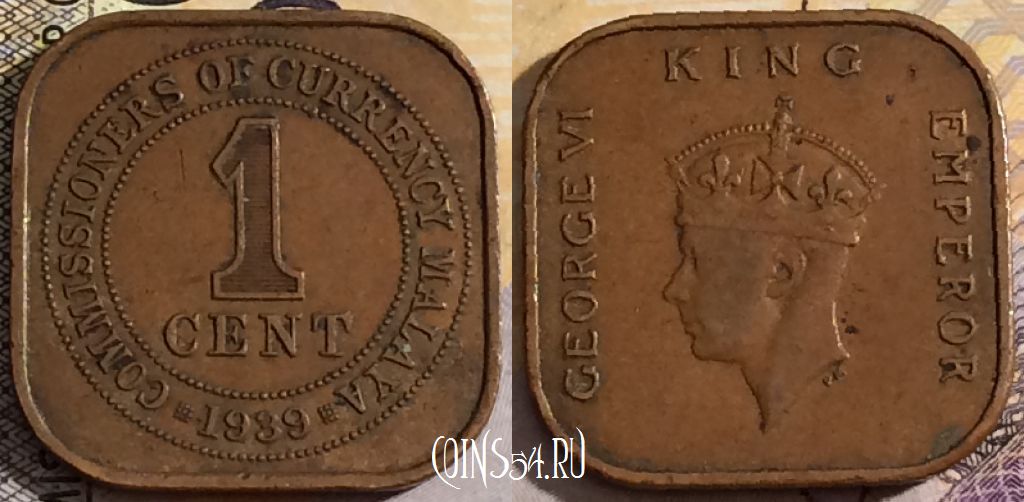 COMMISSIONERS OF CURRENCY MALAYA
1
CENT
1939
GEORGE VI KING EMPEROR
COINS54.RU